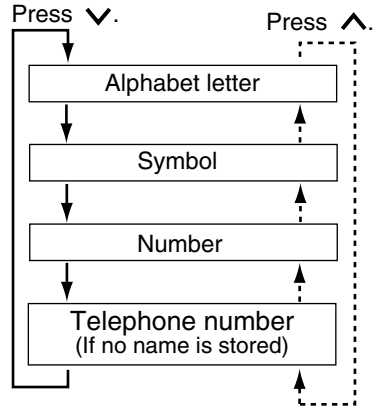 Press ∨.
Press ∧.
Alphabet letter
Symbol
Number
Telephone number
(If no name is stored)